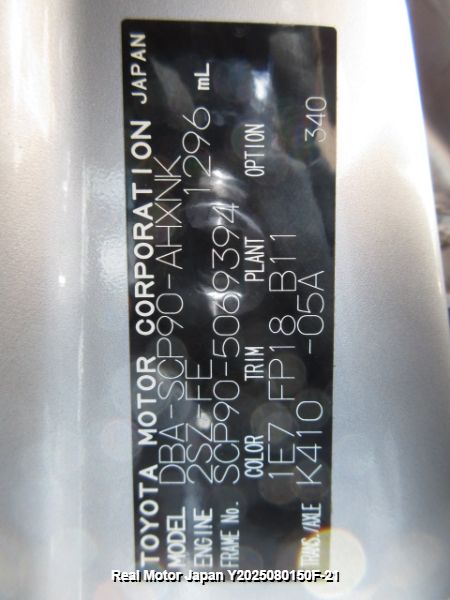 TOYOTA MOTOR CORPORATION JAPAN
MODEL DBA-SCP90-AHXNK
ENGINE 2SZ-FE 1296 mL
FRAME No. SCP90-5069394
COLOR TRIM PLANT OPTION
1E7 FP18 B11 340
TRANS./AXLE K410 -05A
Real Motor Japan Y2025080150F-21